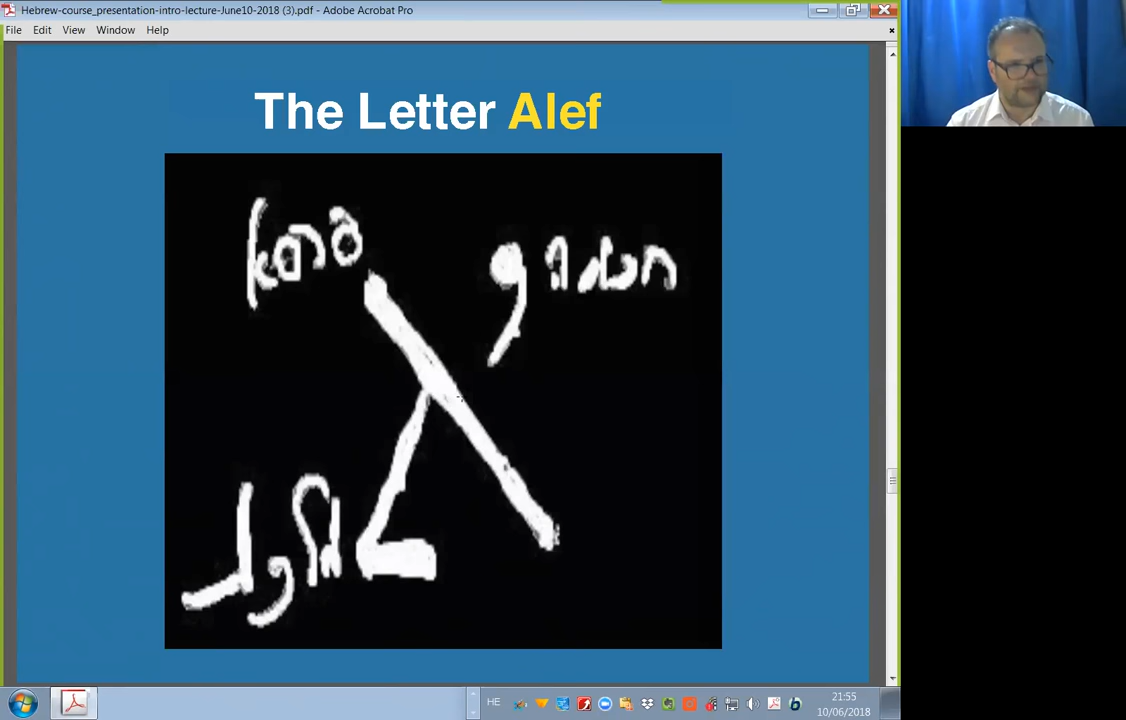 Hebrew-course_presentation-intro-lecture-June10-2018 (3).pdf - Adobe Acrobat Pro
File Edit View Window Help
The Letter Alef
HE
21:55
10/06/2018